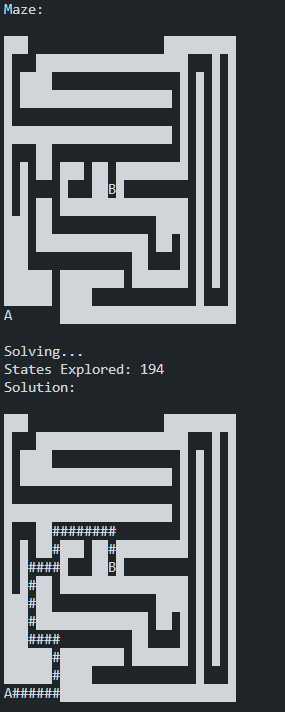 Maze:
B
A
Solving...
States Explored: 194
Solution:
########
# #
#### B
#
#
#
####
#
#
A######